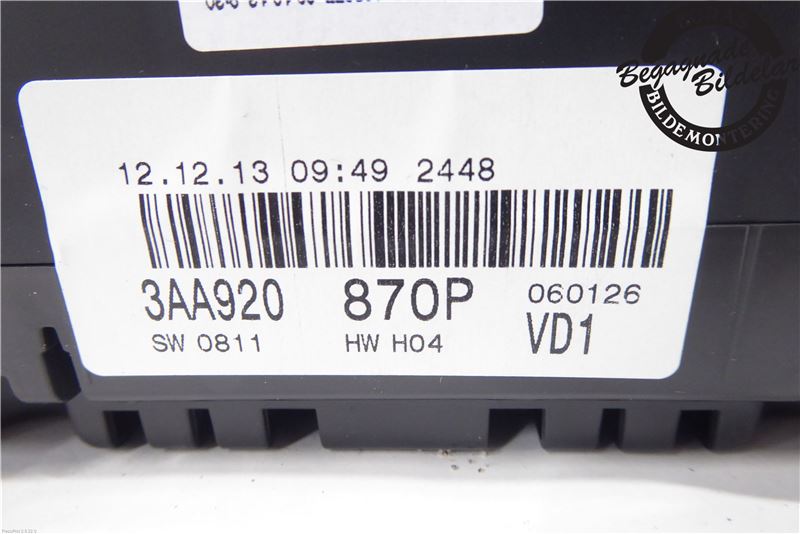 Begagnade
Bildelar
BILDEMONTERING
12.12.13 09:49 2448
3AA920 870P 060126
SW 0811 HW H04 VD1